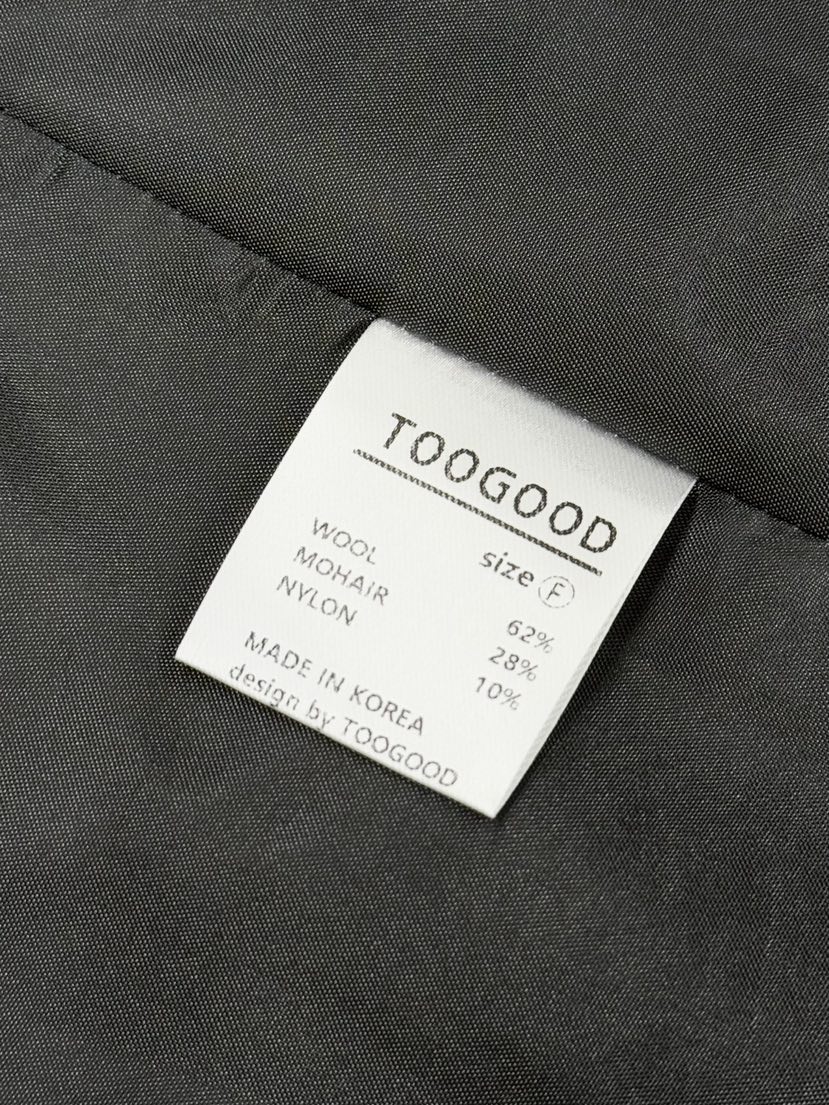 TOOGOOD
size Ⓕ
WOOL 62%
MOHAIR 28%
NYLON 10%
MADE IN KOREA
design by TOOGOOD